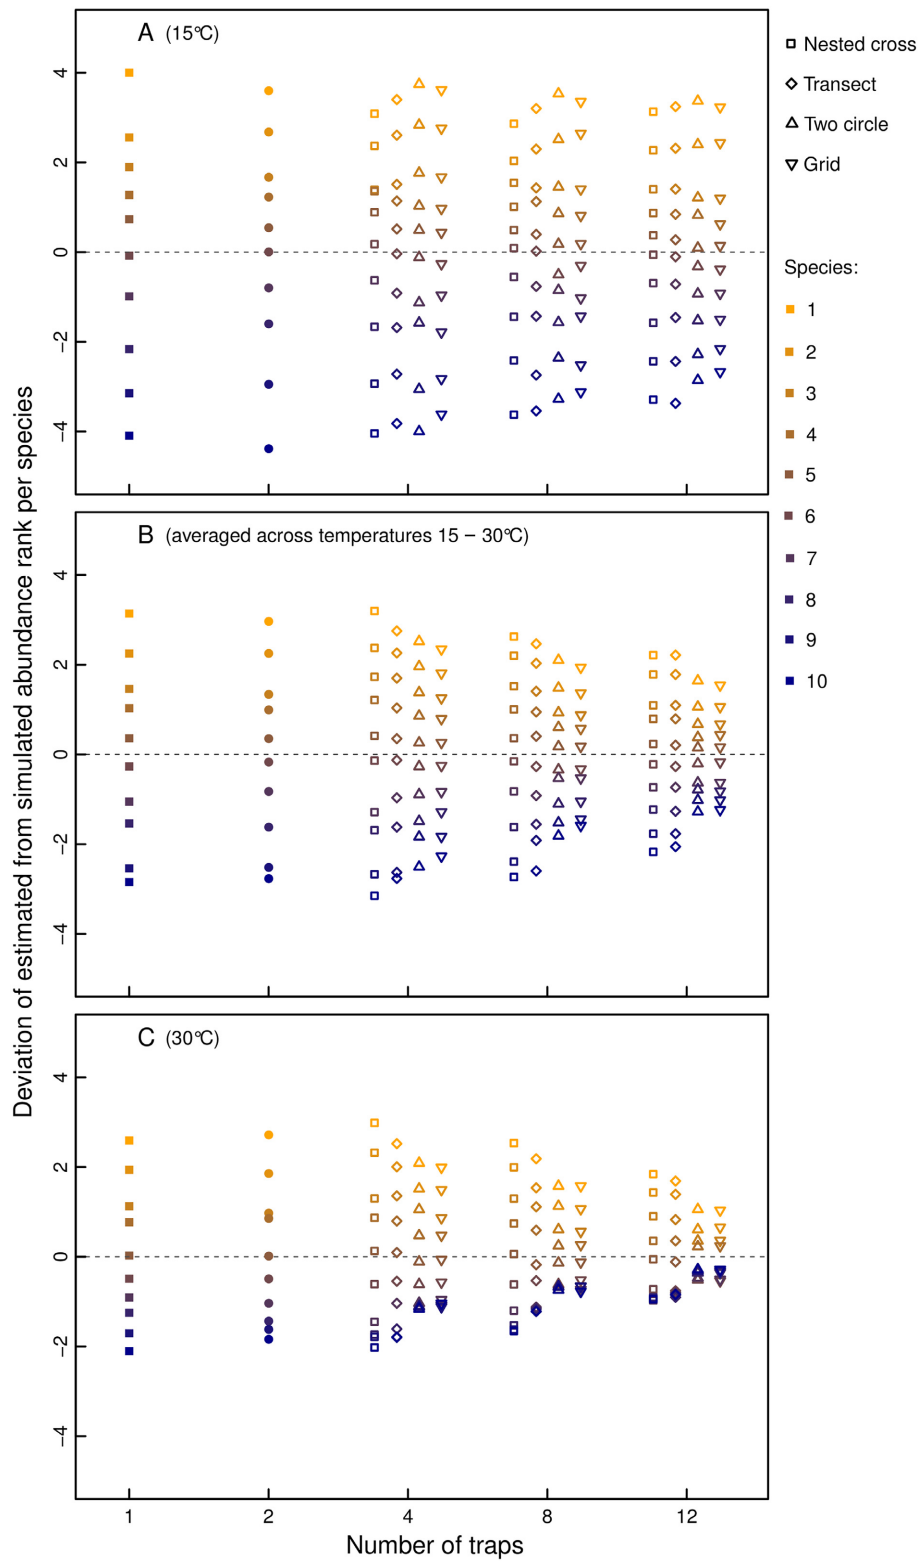 A (15°C)
4
2
0
−2
−4
Nested cross
Transect
Two circle
Grid
Species:
1
2
3
4
5
6
7
8
9
10
Deviation of estimated from simulated abundance rank per species
B (averaged across temperatures 15 − 30°C)
4
2
0
−2
−4
C (30°C)
4
2
0
−2
−4
1 2 4 8 12
Number of traps